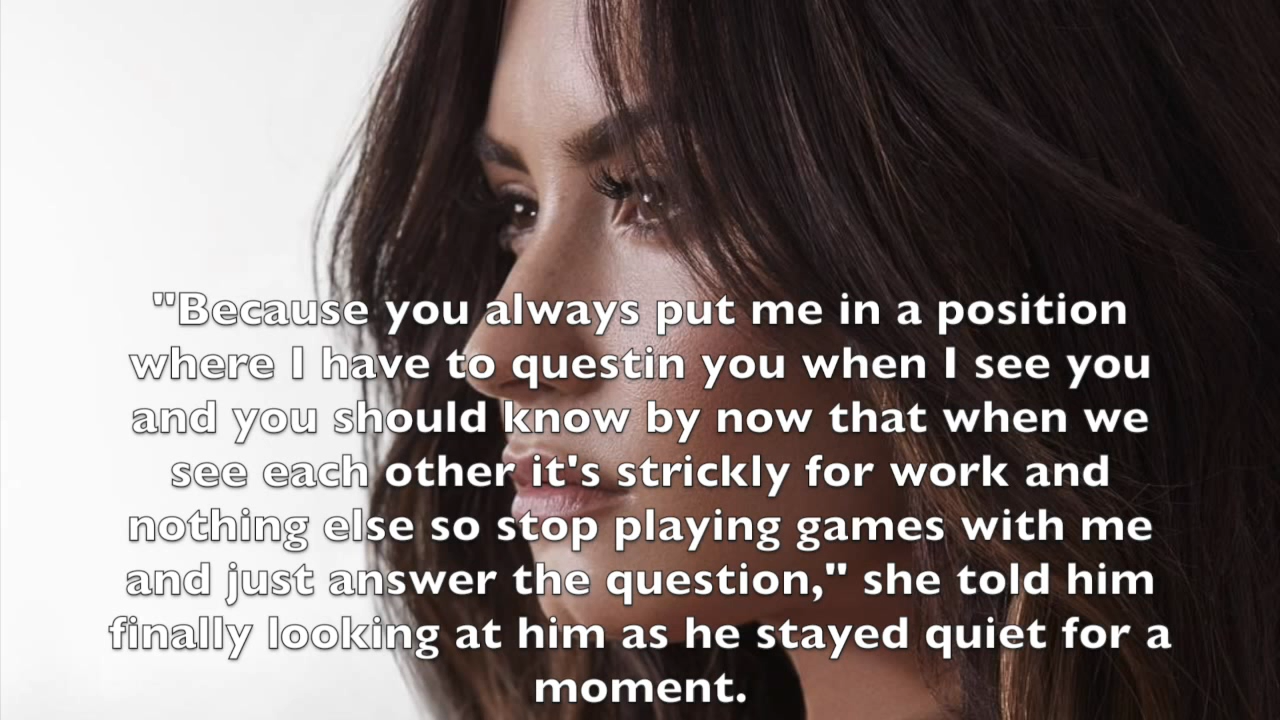 "Because you always put me in a position
where I have to questin you when I see you
and you should know by now that when we
see each other it's strickly for work and
nothing else so stop playing games with me
and just answer the question," she told him
finally looking at him as he stayed quiet for a
moment.